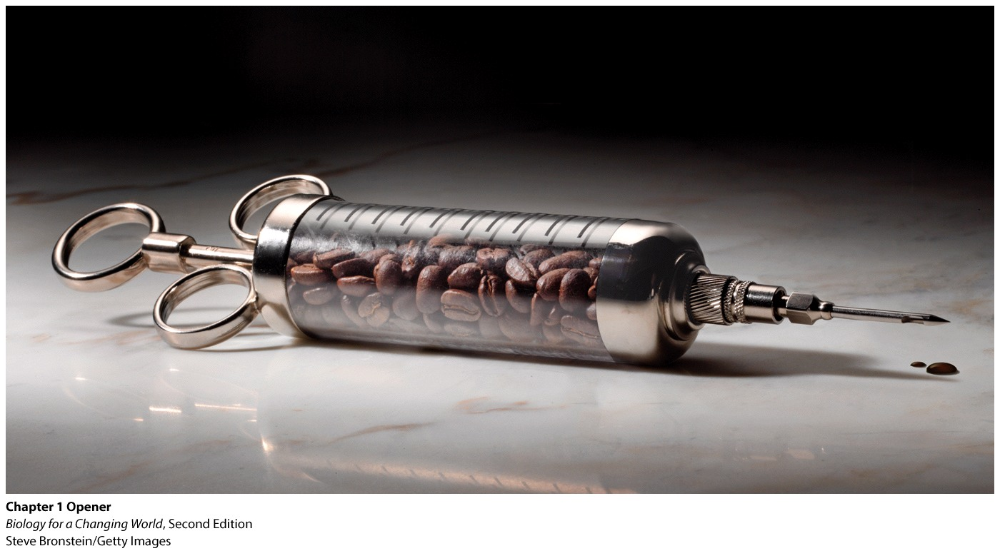 Chapter 1 Opener
Biology for a Changing World, Second Edition
Steve Bronstein/Getty Images